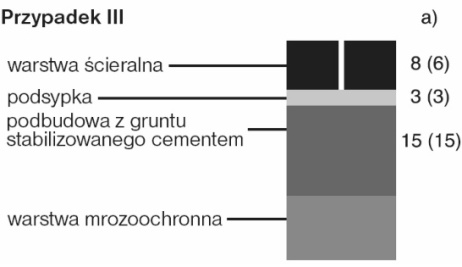 Przypadek III a)
warstwa ścieralna 8 (6)
podsypka 3 (3)
podbudowa z gruntu
stabilizowanego cementem 15 (15)
warstwa mrozoochronna